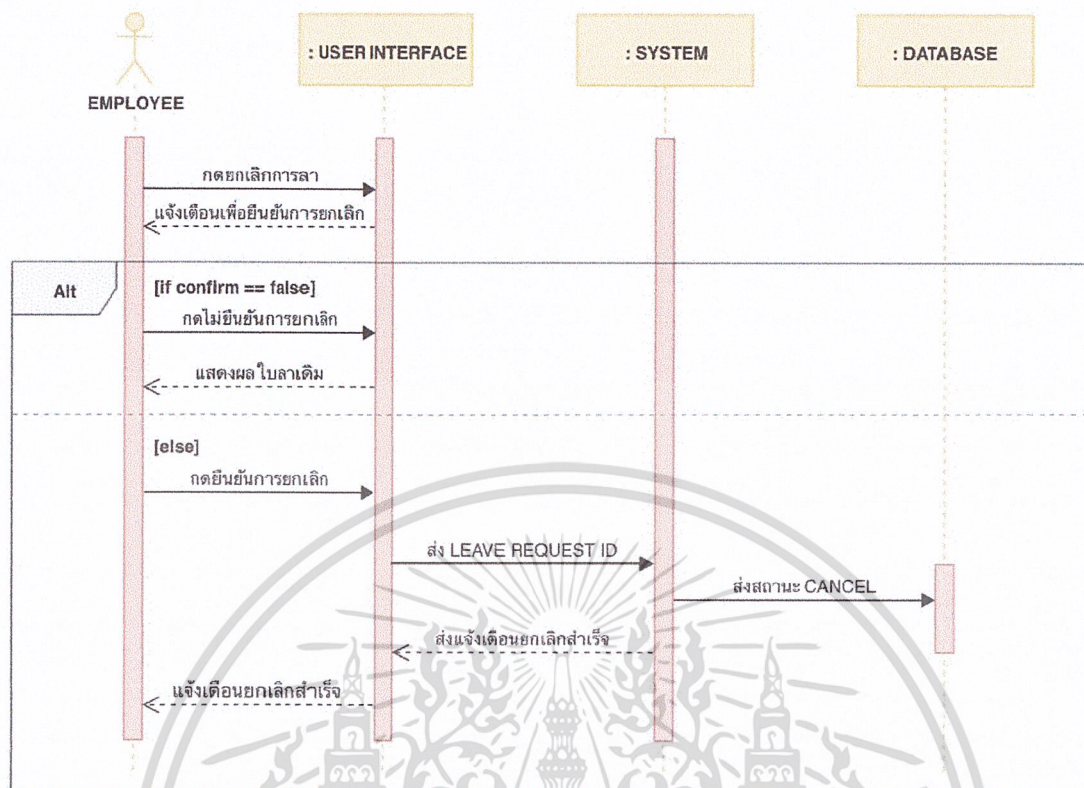 : USER INTERFACE
: SYSTEM
: DATABASE
EMPLOYEE
กดยกเลิกการลา
แจ้งเตือนเพื่อยืนยันการยกเลิก
Alt
[if confirm == false]
กดไม่ยืนยันการยกเลิก
แสดงผลใบลาเดิม
[else]
กดยืนยันการยกเลิก
ส่ง LEAVE REQUEST ID
ส่งสถานะ CANCEL
ส่งแจ้งเตือนยกเลิกสำเร็จ
แจ้งเตือนยกเลิกสำเร็จ